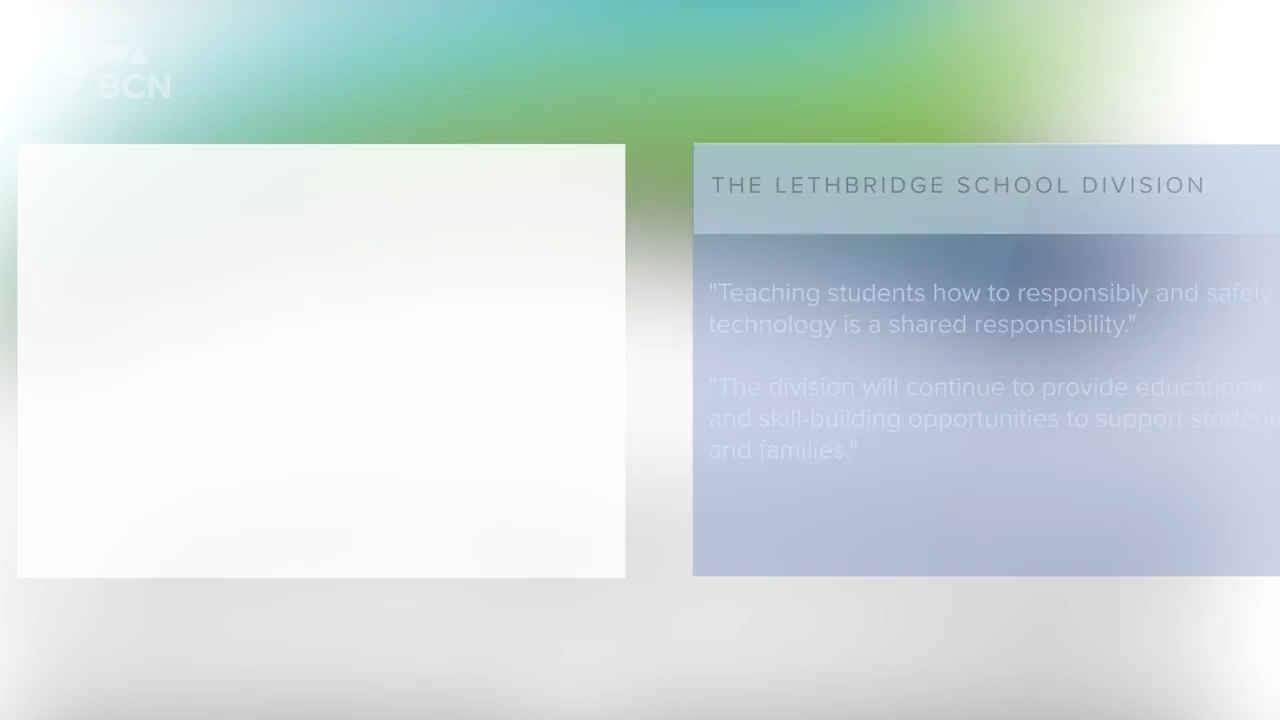 BCN
THE LETHBRIDGE SCHOOL DIVISION
"Teaching students how to responsibly and safely
technology is a shared responsibility."
"The division will continue to provide educational
and skill-building opportunities to support
and families."